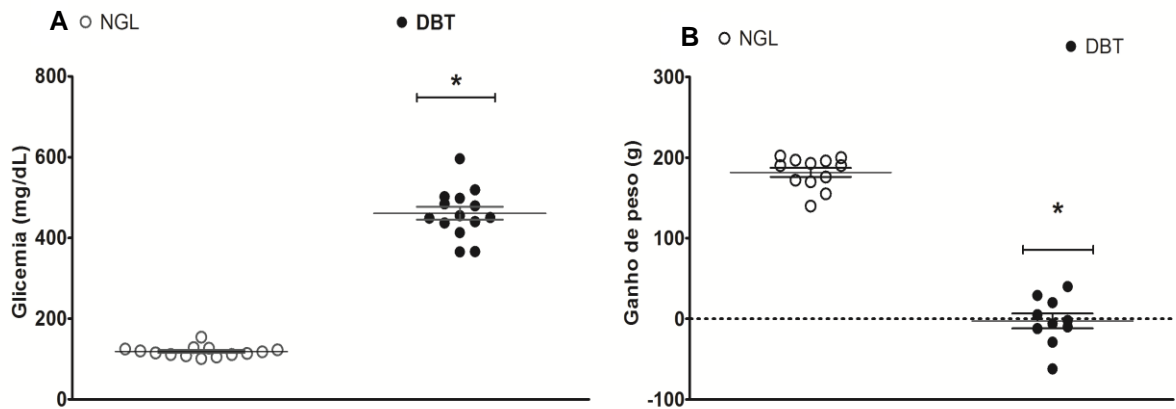 A
NGL
DBT
Glicemia (mg/dL)
800
600
400
200
0
*
B
NGL
DBT
Ganho de peso (g)
300
200
100
0
-100
*